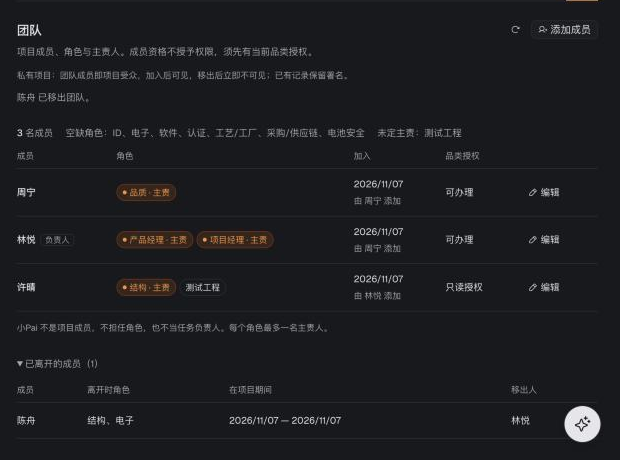 团队
添加成员
项目成员、角色与主责人。成员资格不授予权限，须先有当前品类授权。
私有项目：团队成员即项目受众，加入后可见，移出后立即不可见；已有记录保留署名。
陈舟 已移出团队。
3 名成员 空缺角色：ID、电子、软件、认证、工艺/工厂、采购/供应链、电池安全 未定主责：测试工程
成员 角色 加入 品类授权
周宁 品质 · 主责 2026/11/07 由 周宁 添加 可办理 编辑
林悦 负责人 产品经理 · 主责 项目经理 · 主责 2026/11/07 由 周宁 添加 可办理 编辑
许晴 结构 · 主责 测试工程 2026/11/07 由 林悦 添加 只读授权 编辑
小Pai 不是项目成员，不担任角色，也不当任务负责人。每个角色最多一名主责人。
▼已离开的成员（1）
成员 离开时角色 在项目期间 移出人
陈舟 结构、电子 2026/11/07 — 2026/11/07 林悦